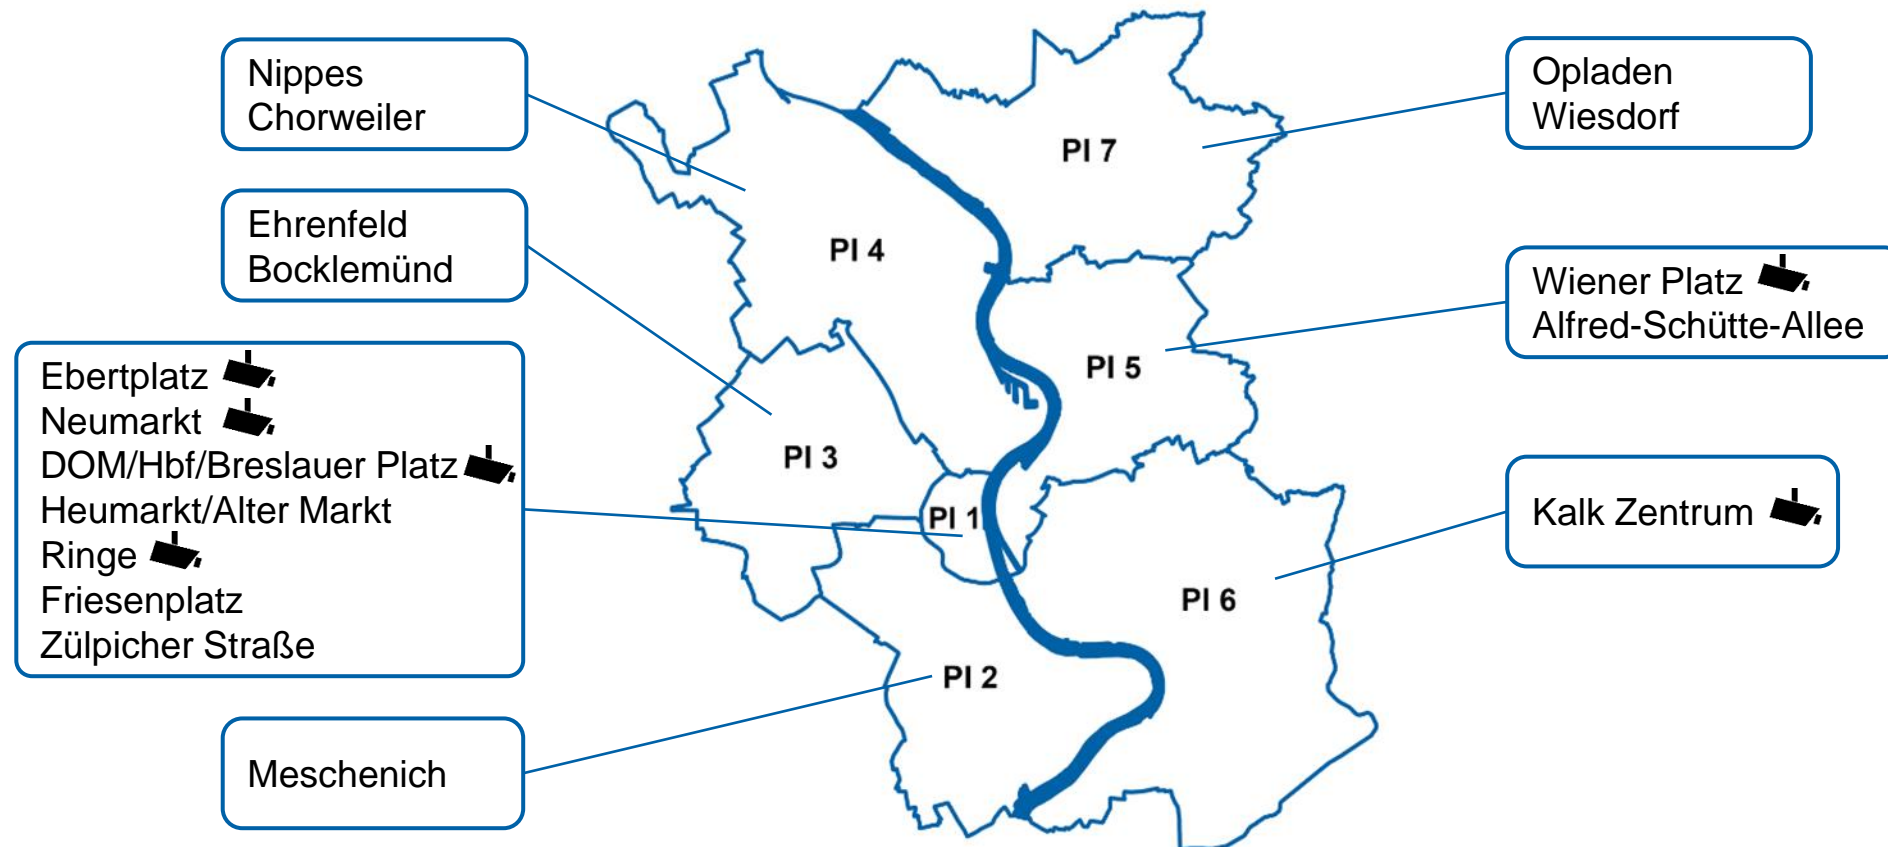 Nippes
Chorweiler
Ehrenfeld
Bocklemünd
Ebertplatz
Neumarkt
DOM/Hbf/Breslauer Platz
Heumarkt/Alter Markt
Ringe
Friesenplatz
Zülpicher Straße
Meschenich
PI 7
PI 4
PI 5
PI 3
PI 1
PI 6
PI 2
Opladen
Wiesdorf
Wiener Platz
Alfred-Schütte-Allee
Kalk Zentrum